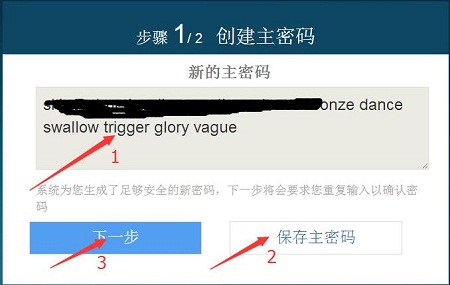 步骤 1/2 创建主密码
新的主密码
dance
swallow trigger glory vague
1
系统为您生成了足够安全的新密码，下一步将会要求您重复输入以确认密
码
下一步 保存主密码
3 2